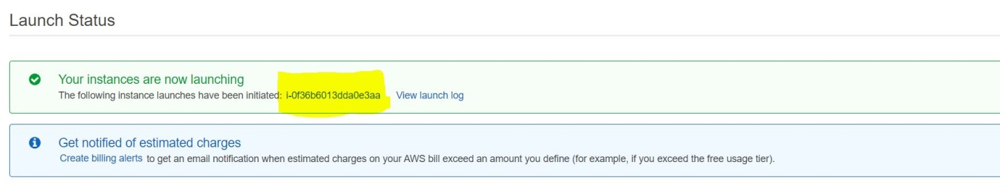 Launch Status
Your instances are now launching
The following instance launches have been initiated: i-0f36b6013dda0e3aa View launch log
Get notified of estimated charges
Create billing alerts to get an email notification when estimated charges on your AWS bill exceed an amount you define (for example, if you exceed the free usage tier).